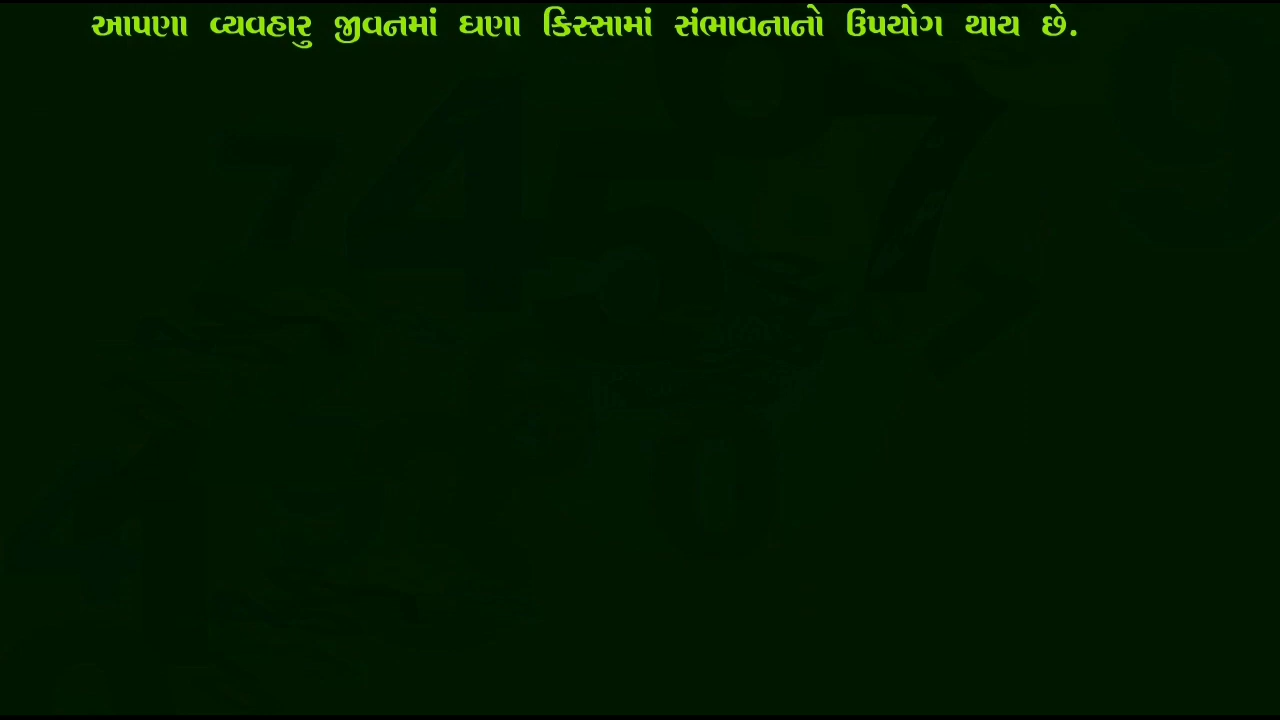 આપણા વ્યવહારુ જીવનમાં ઘણા કિસ્સામાં સંભાવનાનો ઉપયોગ થાય છે.